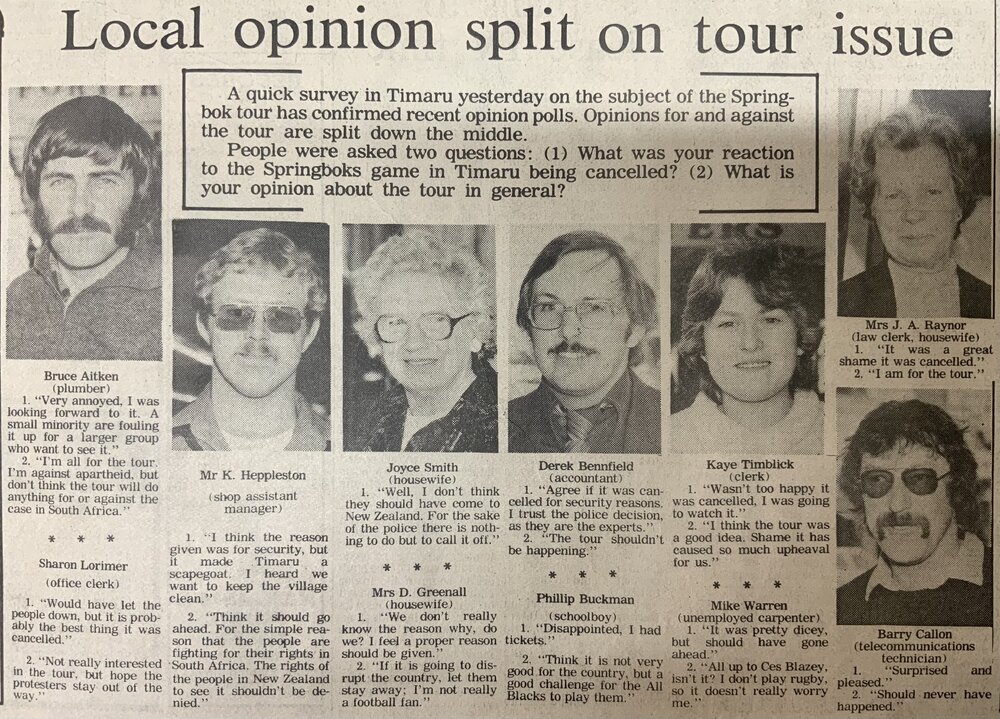 Local opinion split on tour issue
A quick survey in Timaru yesterday on the subject of the Spring-
bok tour has confirmed recent opinion polls. Opinions for and against
the tour are split down the middle.
People were asked two questions: (1) What was your reaction
to the Springboks game in Timaru being cancelled? (2) What is
your opinion about the tour in general?
Bruce Aitken
(plumber)
1. “Very annoyed, I was
looking forward to it. A
small minority are fouling
it up for a larger group
who want to see it.”
2. “I'm all for the tour.
I'm against apartheid, but
don't think the tour will do
anything for or against the
case in South Africa.”
* * *
Sharon Lorimer
(office clerk)
1. “Would have let the
people down, but it is prob-
ably the best thing it was
cancelled.”
2. “Not really interested
in the tour, but hope the
protesters stay out of the
way.”
Mr K. Heppleston
(shop assistant
manager)
1. “I think the reason
given was for security, but
it made Timaru a
scapegoat. I heard we
want to keep the village
clean.”
2. “Think it should go
ahead. For the simple rea-
son that the people are
fighting for their rights in
South Africa. The rights of
the people in New Zealand
to see it shouldn't be de-
nied.”
Joyce Smith
(housewife)
1. “Well, I don't think
they should have come to
New Zealand. For the sake
of the police there is noth-
ing to do but to call it off.”
* * *
Mrs D. Greenall
(housewife)
1. “We don't really
know the reason why, do
we? I feel a proper reason
should be given.”
2. “If it is going to dis-
rupt the country, let them
stay away; I'm not really
a football fan.”
Derek Bennfield
(accountant)
1. “Agree if it was can-
celled for security reasons.
I trust the police decision,
as they are the experts.”
2. “The tour shouldn't
be happening.”
* * *
Phillip Buckman
(schoolboy)
1. “Disappointed, I had
tickets.”
2. “Think it is not very
good for the country, but a
good challenge for the All
Blacks to play them.”
ERS
Kaye Timblick
(clerk)
1. “Wasn't too happy it
was cancelled, I was going
to watch it.”
2. “I think the tour was
a good idea. Shame it has
caused so much upheaval
for us.”
* * *
Mike Warren
(unemployed carpenter)
1. “It was pretty dicey,
but should have gone
ahead.”
2. “All up to Ces Blazey,
isn't it? I don't play rugby,
so it doesn't really worry
me.”
Mrs J. A. Raynor
(law clerk, housewife)
1. “It was a great
shame it was cancelled.”
2. “I am for the tour.”
Barry Callon
(telecommunications
technician)
1. “Surprised and
pleased.”
2. “Should never have
happened.”